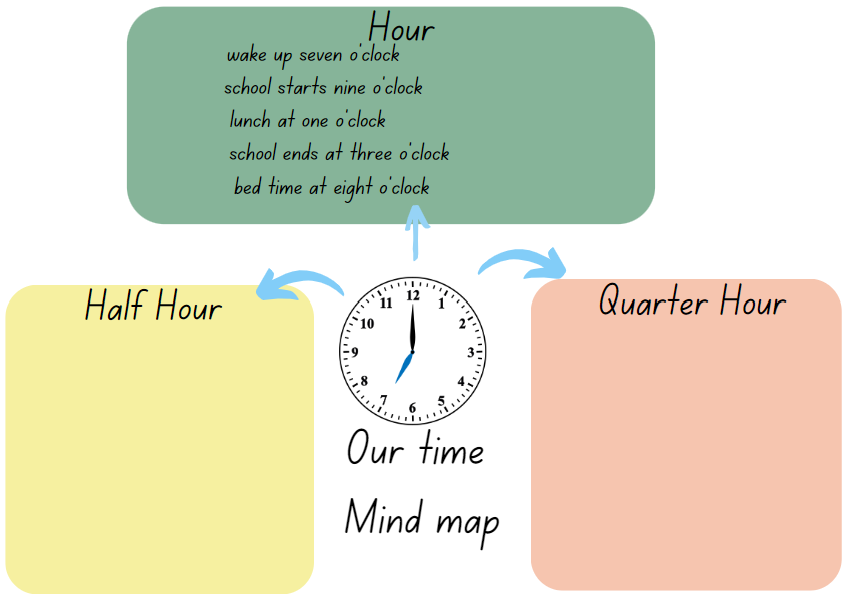 Hour
wake up seven o'clock
school starts nine o'clock
lunch at one o'clock
school ends at three o'clock
bed time at eight o'clock
Half Hour
Quarter Hour
12
11
1
10
2
9
3
8
4
7
5
6
Our time
Mind map